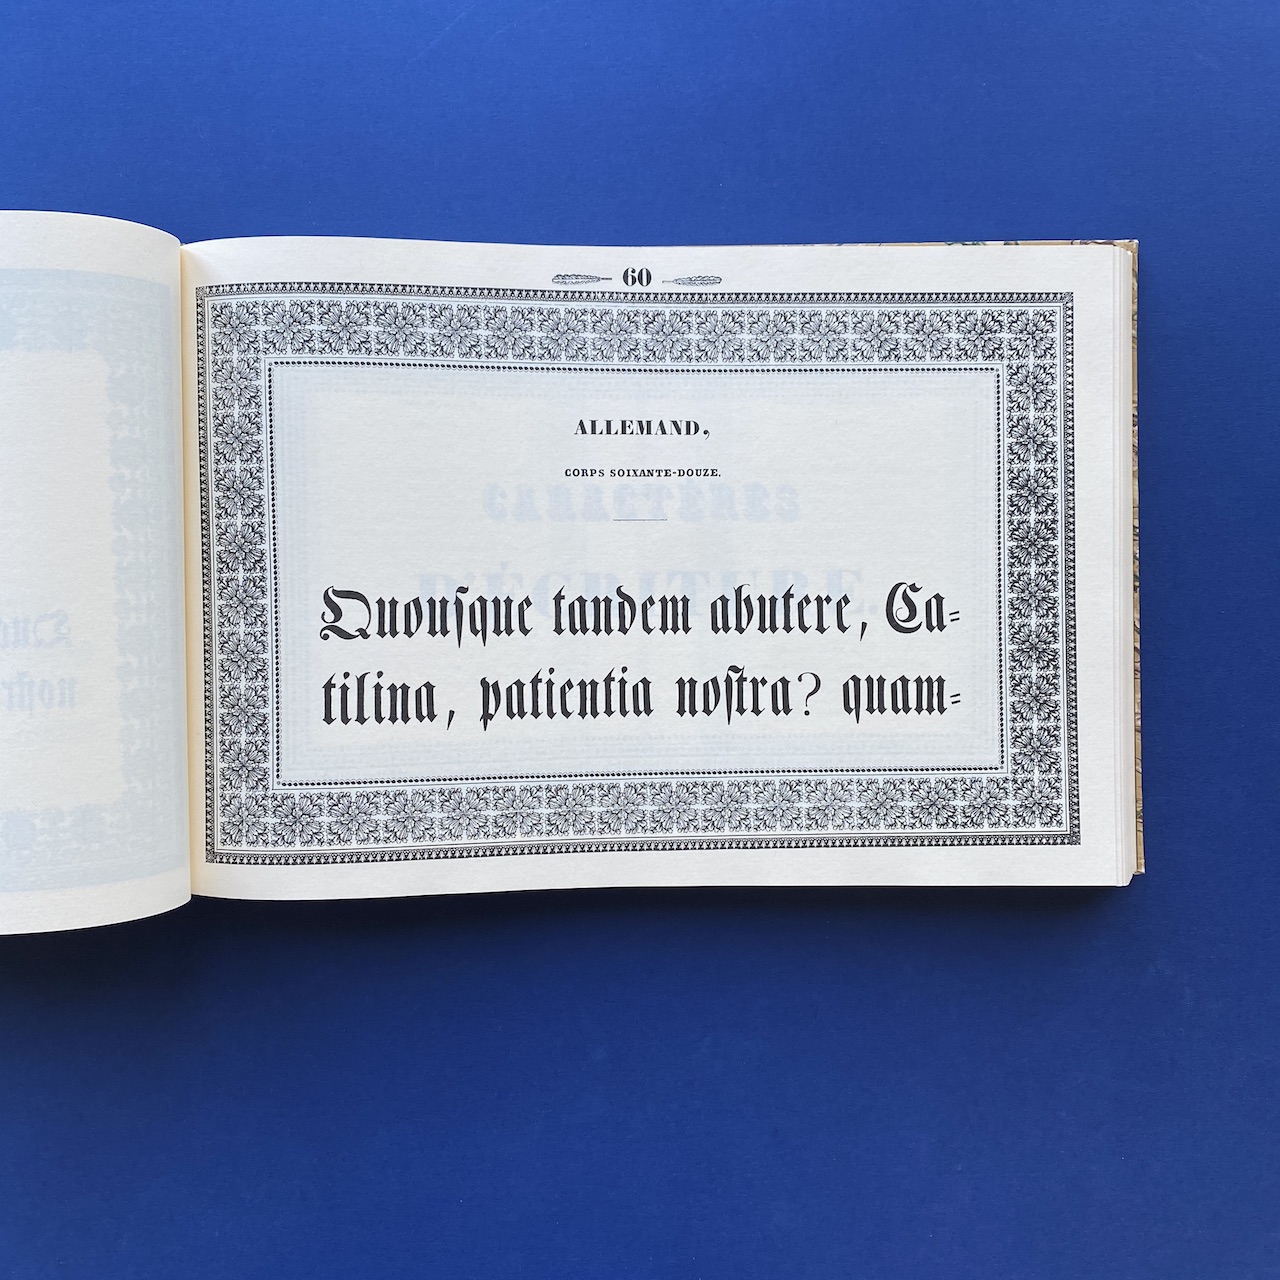 60
ALLEMAND,
CORPS SOIXANTE-DOUZE.
Quouſque tandem abutere, Ca-
tilina, patientia noſtra? quam-